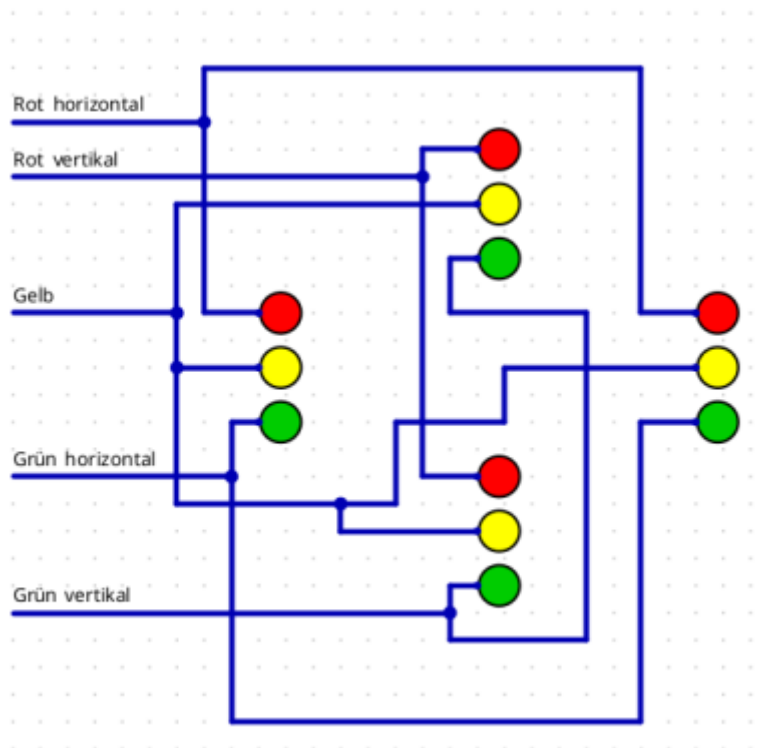 Rot horizontal
Rot vertikal
Gelb
Grün horizontal
Grün vertikal